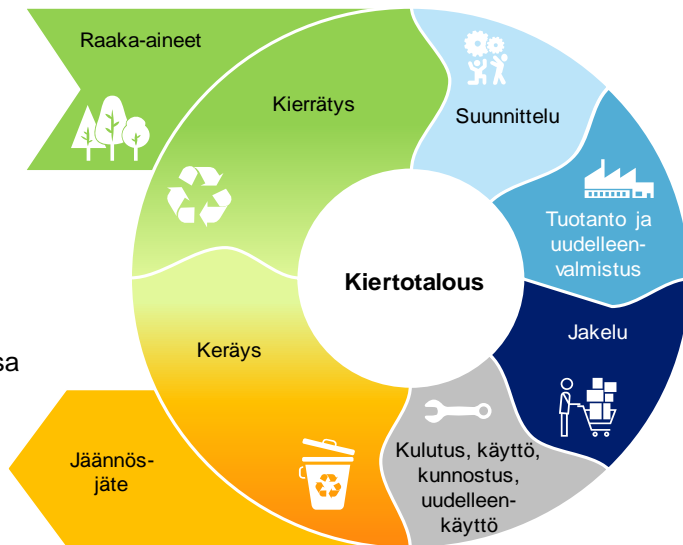 Raaka-aineet
Kierrätys
Suunnittelu
Tuotanto ja
uudelleen-
valmistus
Kiertotalous
Jakelu
Keräys
sa
Kulutus, käyttö,
kunnostus,
uudelleen-
käyttö
Jäännös-
jäte